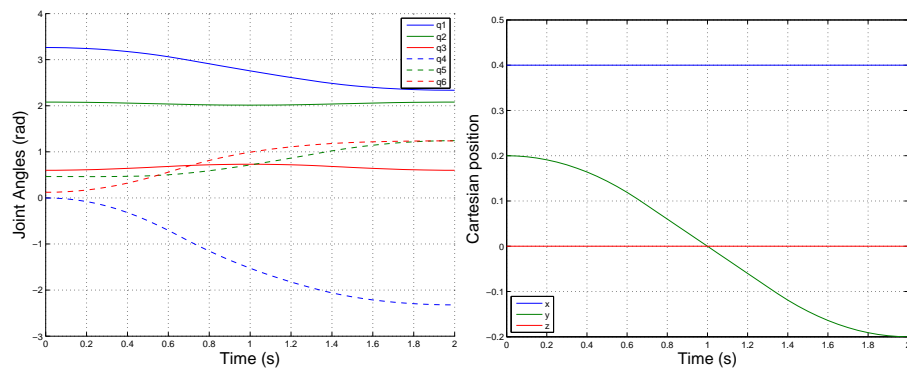 4
3
2
1
0
−1
−2
−3
Joint Angles (rad)
0 0.2 0.4 0.6 0.8 1 1.2 1.4 1.6 1.8 2
Time (s)
q1
q2
q3
q4
q5
q6
0.5
0.4
0.3
0.2
0.1
0
−0.1
−0.2
Cartesian position
0 0.2 0.4 0.6 0.8 1 1.2 1.4 1.6 1.8 2
Time (s)
x
y
z